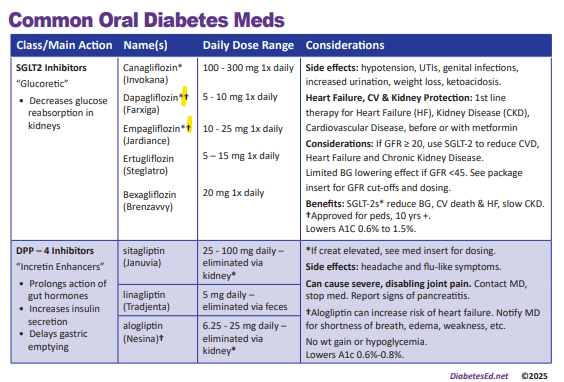 Common Oral Diabetes Meds
Class/Main Action Name(s) Daily Dose Range Considerations
SGLT2 Inhibitors
"Glucoretic"
• Decreases glucose
reabsorption in
kidneys
Canagliflozin*
(Invokana)
Dapagliflozin*†
(Farxiga)
Empagliflozin*†
(Jardiance)
Ertugliflozin
(Steglatro)
Bexagliflozin
(Brenzavvy)
100 - 300 mg 1x daily
5 - 10 mg 1x daily
10 - 25 mg 1x daily
5 – 15 mg 1x daily
20 mg 1x daily
Side effects: hypotension, UTIs, genital infections,
increased urination, weight loss, ketoacidosis.
Heart Failure, CV & Kidney Protection: 1st line
therapy for Heart Failure (HF), Kidney Disease (CKD),
Cardiovascular Disease, before or with metformin
Considerations: If GFR ≥ 20, use SGLT-2 to reduce CVD,
Heart Failure and Chronic Kidney Disease.
Limited BG lowering effect if GFR <45. See package
insert for GFR cut-offs and dosing.
Benefits: SGLT-2s* reduce BG, CV death & HF, slow CKD.
†Approved for peds, 10 yrs +.
Lowers A1C 0.6% to 1.5%.
DPP – 4 Inhibitors
"Incretin Enhancers"
• Prolongs action of
gut hormones
• Increases insulin
secretion
• Delays gastric
emptying
sitagliptin
(Januvia)
25 - 100 mg daily –
eliminated via
kidney*
linagliptin
(Tradjenta)
5 mg daily –
eliminated via feces
alogliptin
(Nesina)†
6.25 - 25 mg daily –
eliminated via
kidney*
*If creat elevated, see med insert for dosing.
Side effects: headache and flu-like symptoms.
Can cause severe, disabling joint pain. Contact MD,
stop med. Report signs of pancreatitis.
†Alogliptin can increase risk of heart failure. Notify MD
for shortness of breath, edema, weakness, etc.
No wt gain or hypoglycemia.
Lowers A1c 0.6%-0.8%.
DiabetesEd.net ©2025